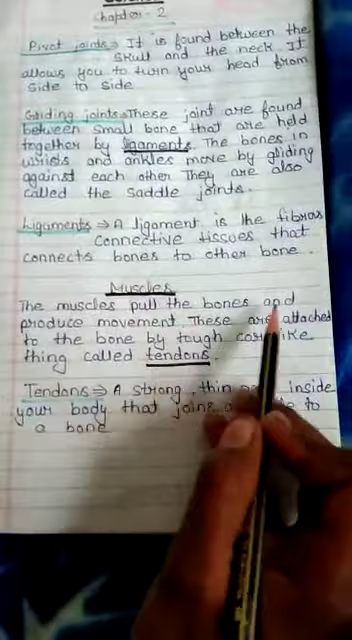 Chapter - 2
Pivot joints ⇒ It is found between the
skull and the neck It
allows you to turn your head from
side to side
Gliding joints ⇒ These joint are found
between small bone that are held
together by ligaments. The bones in
wrists and ankles move by gliding
against each other They are also
called the saddle joints.
Ligaments ⇒ A ligament is the fibrous
connective tissues that
connects bones to other bone.
Muscles
The muscles pull the bones and
produce movement. These are attached
to the bone by tough like
thing called tendons.
Tendons ⇒ A strong, thin inside
your body that joins to
a bone